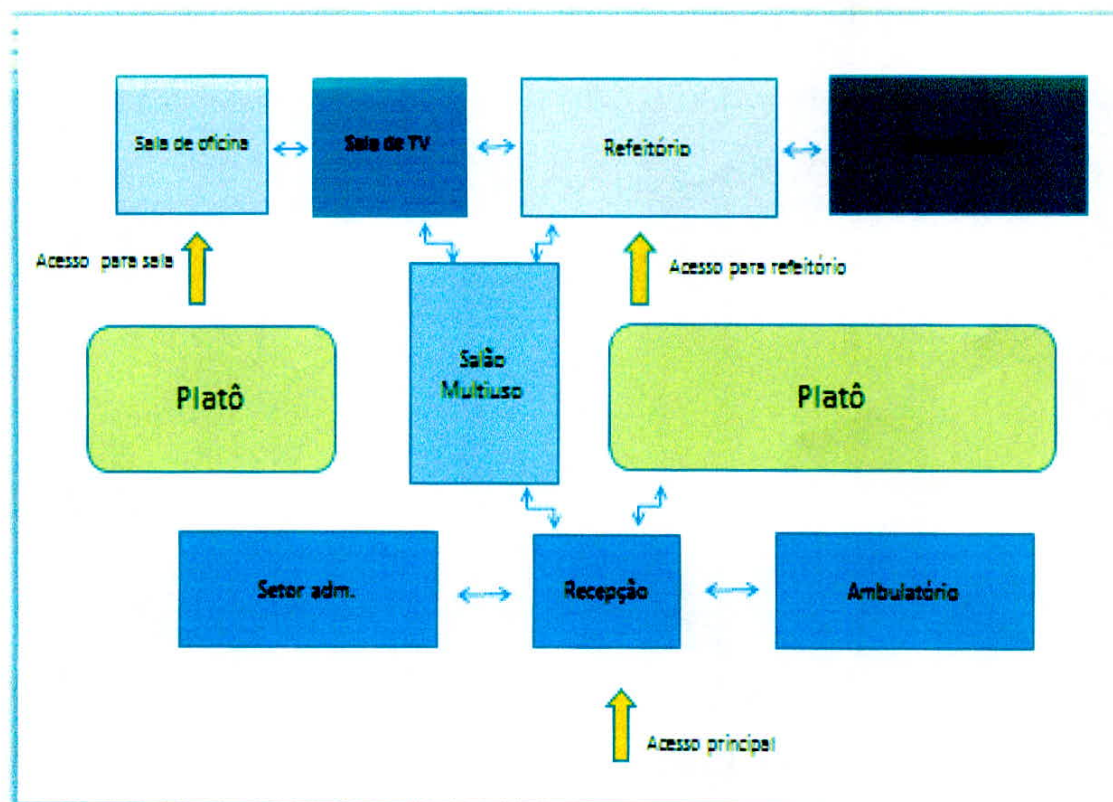 Sala de oficina
Sala de TV
Refeitório
Acesso para sala
Acesso para refeitório
Salão
Multiuso
Platô
Platô
Setor adm.
Recepção
Ambulatório
Acesso principal